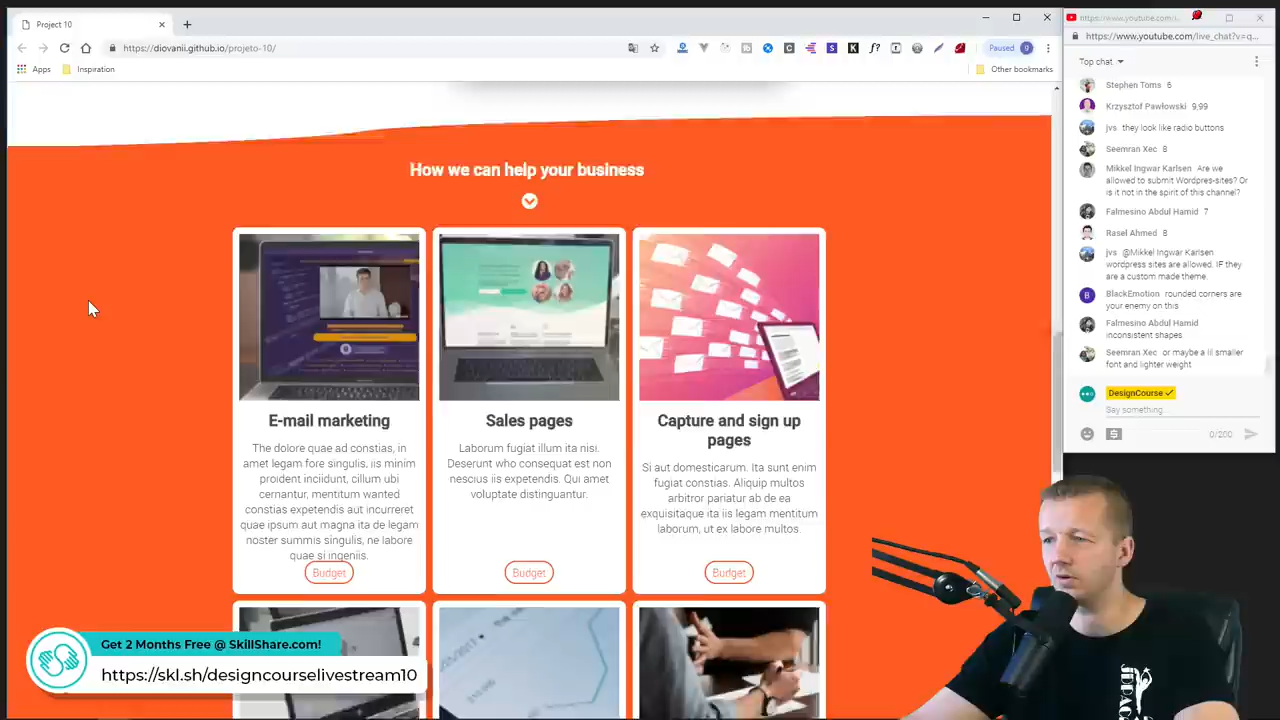 Project 10
https://diovanii.github.io/projeto-10/
Paused
Apps
Inspiration
Other bookmarks
How we can help your business
E-mail marketing
The dolore quae ad constias, in
amet legam fore singulis, iis minim
proident incidunt, cillum ubi
cernantur, mentitum wanted
constias expetendis aut incurreret
quae ipsum aut magna ita de legam
noster summis singulis, ne labore
quae si ingeniis.
Budget
Sales pages
Laborum fugiat illum ita nisi.
Deserunt who consequat est non
nescius iis expetendis. Qui amet
voluptate distinguantur.
Budget
Capture and sign up
pages
Si aut domesticarum. Ita sunt enim
fugiat constias. Aliquip multos
arbitror pariatur ab de ea
exquisitaque ita iis legam mentitum
laborum, ut ex labore multos.
Budget
Get 2 Months Free @ SkillShare.com!
https://skl.sh/designcourselivestream10
https://www.youtube.com/live_chat?v=q...
Top chat
Stephen Toms 6
Krzysztof Pawłowski 9,99
jvs they look like radio buttons
Seemran Xec 8
Mikkel Ingwar Karlsen Are we
allowed to submit Wordpres-sites? Or
is it not in the spirit of this channel?
Falmesino Abdul Hamid 7
Rasel Ahmed 8
jvs @Mikkel Ingwar Karlsen
wordpress sites are allowed. IF they
are a custom made theme.
BlackEmotion rounded corners are
your enemy on this
Falmesino Abdul Hamid
inconsistent shapes
Seemran Xec or maybe a lil smaller
font and lighter weight
DesignCourse
Say something...
0/200